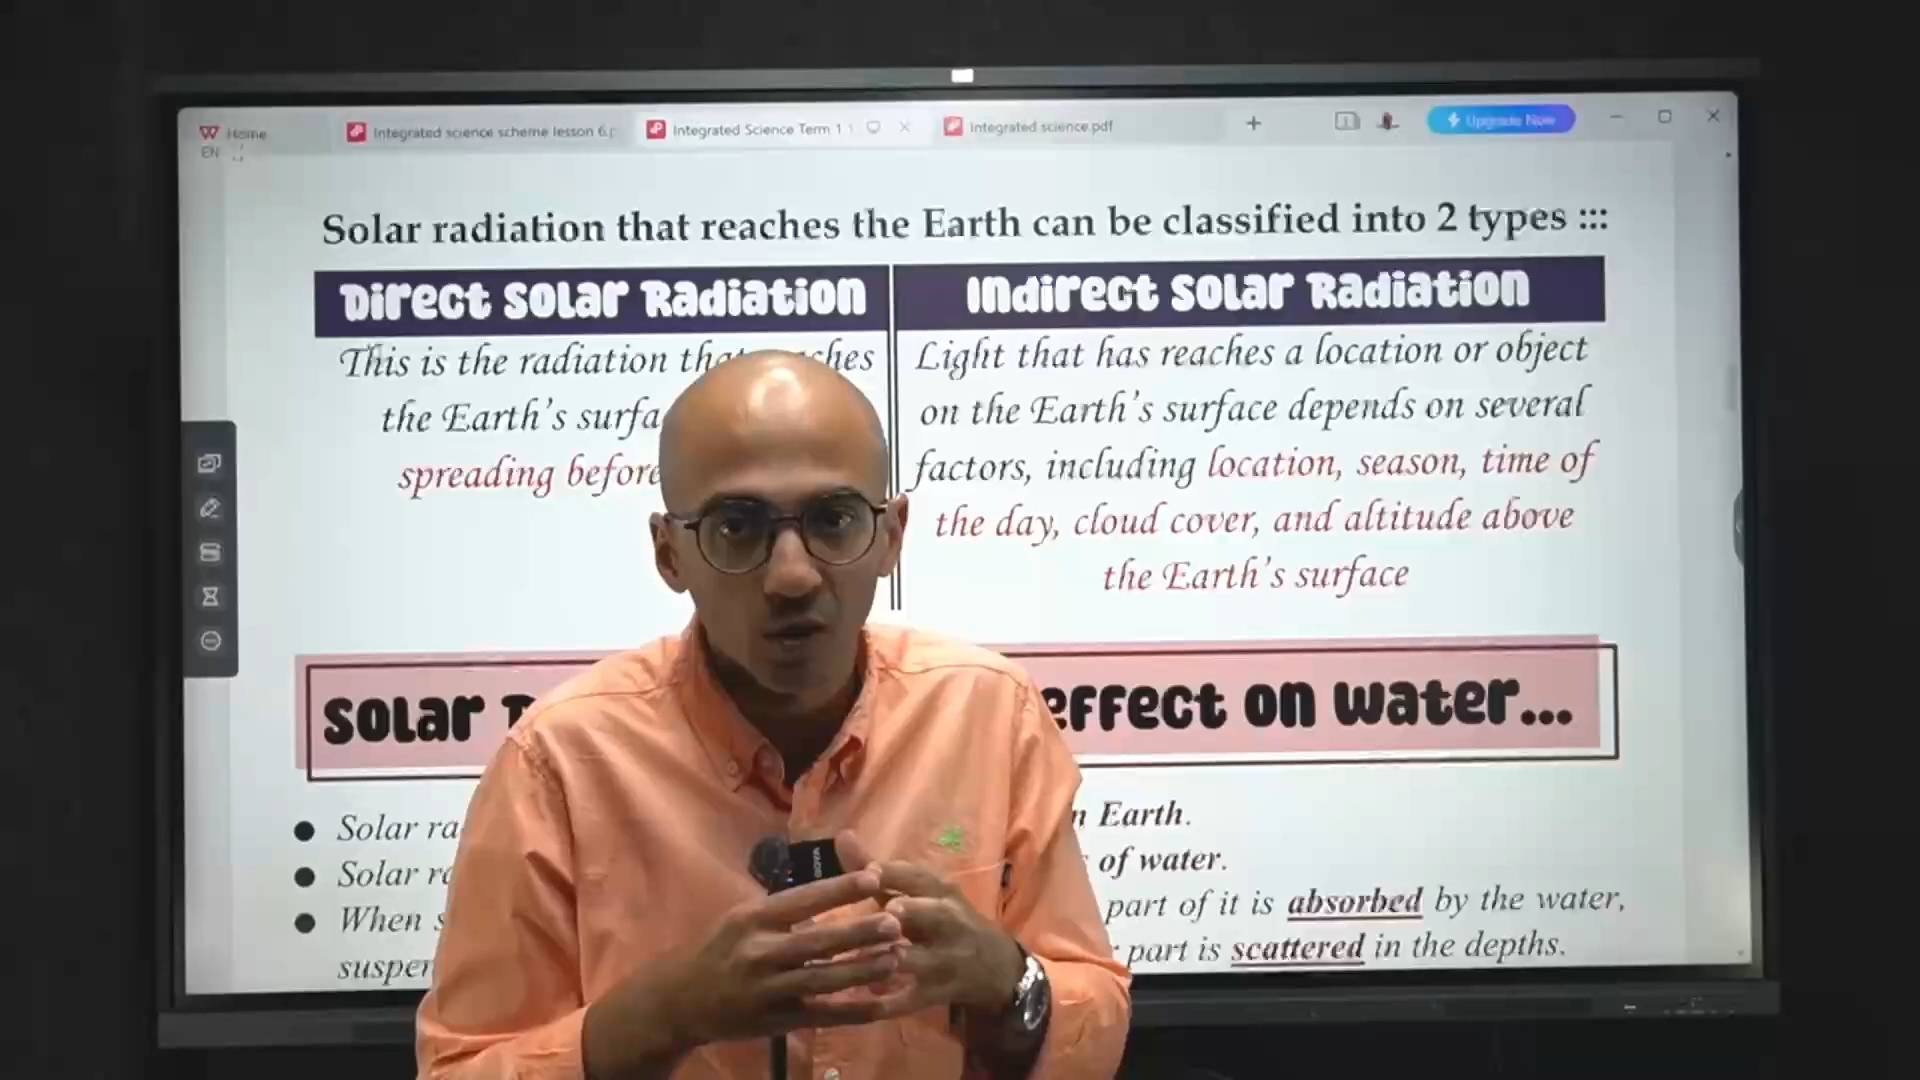 Home
Integrated science scheme lesson 6.p
Integrated Science Term 1
Integrated science.pdf
Upgrade Now
EN
Solar radiation that reaches the Earth can be classified into 2 types :::
Direct Solar Radiation
Indirect Solar Radiation
This is the radiation that reaches
the Earth's surfa
spreading before
Light that has reaches a location or object
on the Earth's surface depends on several
factors, including location, season, time of
the day, cloud cover, and altitude above
the Earth's surface
Solar
effect on water...
Solar ra
n Earth.
Solar ra
of water.
When s
part of it is absorbed by the water,
suspen
part is scattered in the depths.